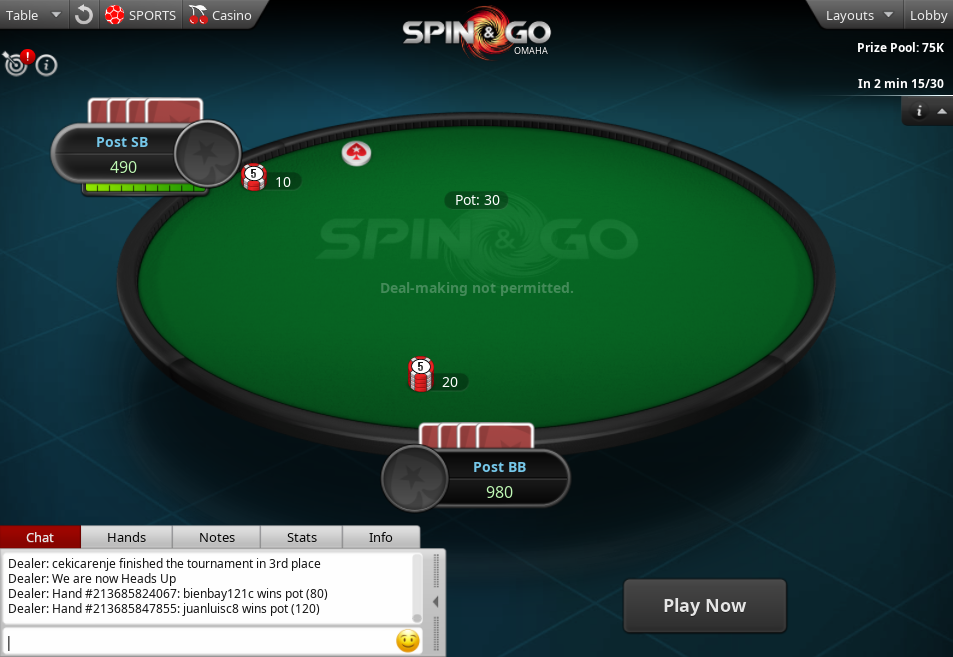 Table
SPORTS
Casino
SPIN & GO
OMAHA
Layouts
Lobby
Prize Pool: 75K
In 2 min 15/30
Post SB
490
5
10
Pot: 30
SPIN & GO
Deal-making not permitted.
5
20
Post BB
980
Chat
Hands
Notes
Stats
Info
Dealer: cekicarenje finished the tournament in 3rd place
Dealer: We are now Heads Up
Dealer: Hand #213685824067: bienbay121c wins pot (80)
Dealer: Hand #213685847855: juanluisc8 wins pot (120)
Play Now